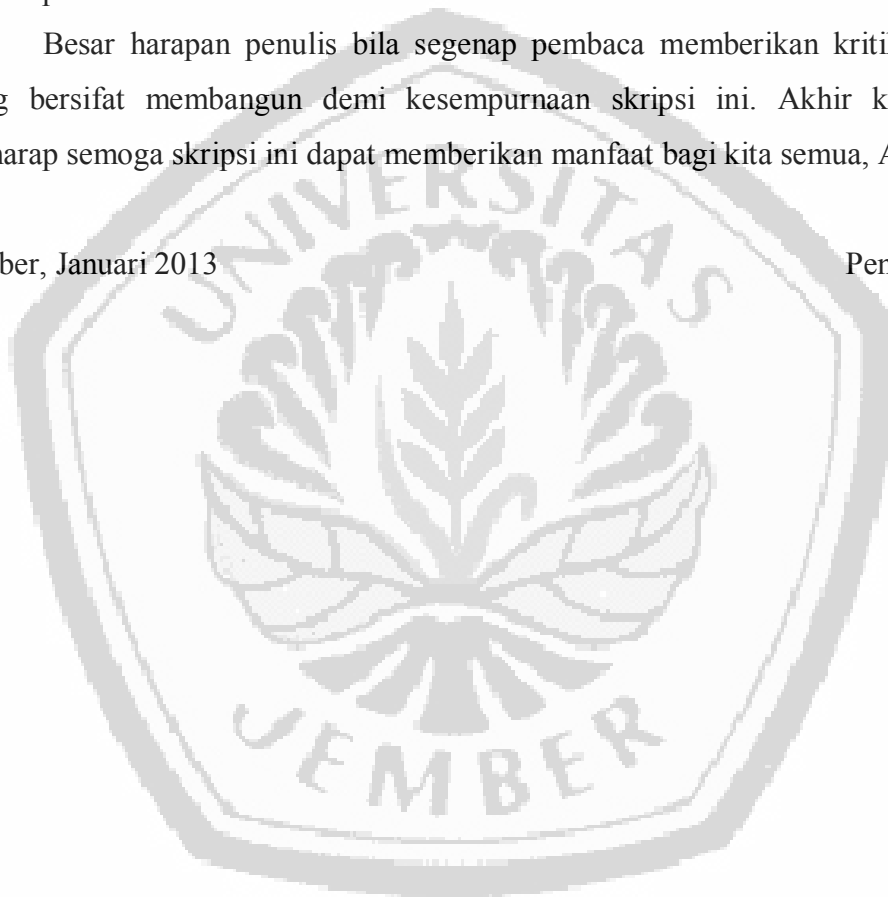 Besar harapan penulis bila segenap pembaca memberikan kritik
g bersifat membangun demi kesempurnaan skripsi ini. Akhir k
harap semoga skripsi ini dapat memberikan manfaat bagi kita semua, A
ber, Januari 2013 Pen
UNIVERSITAS
JEMBER